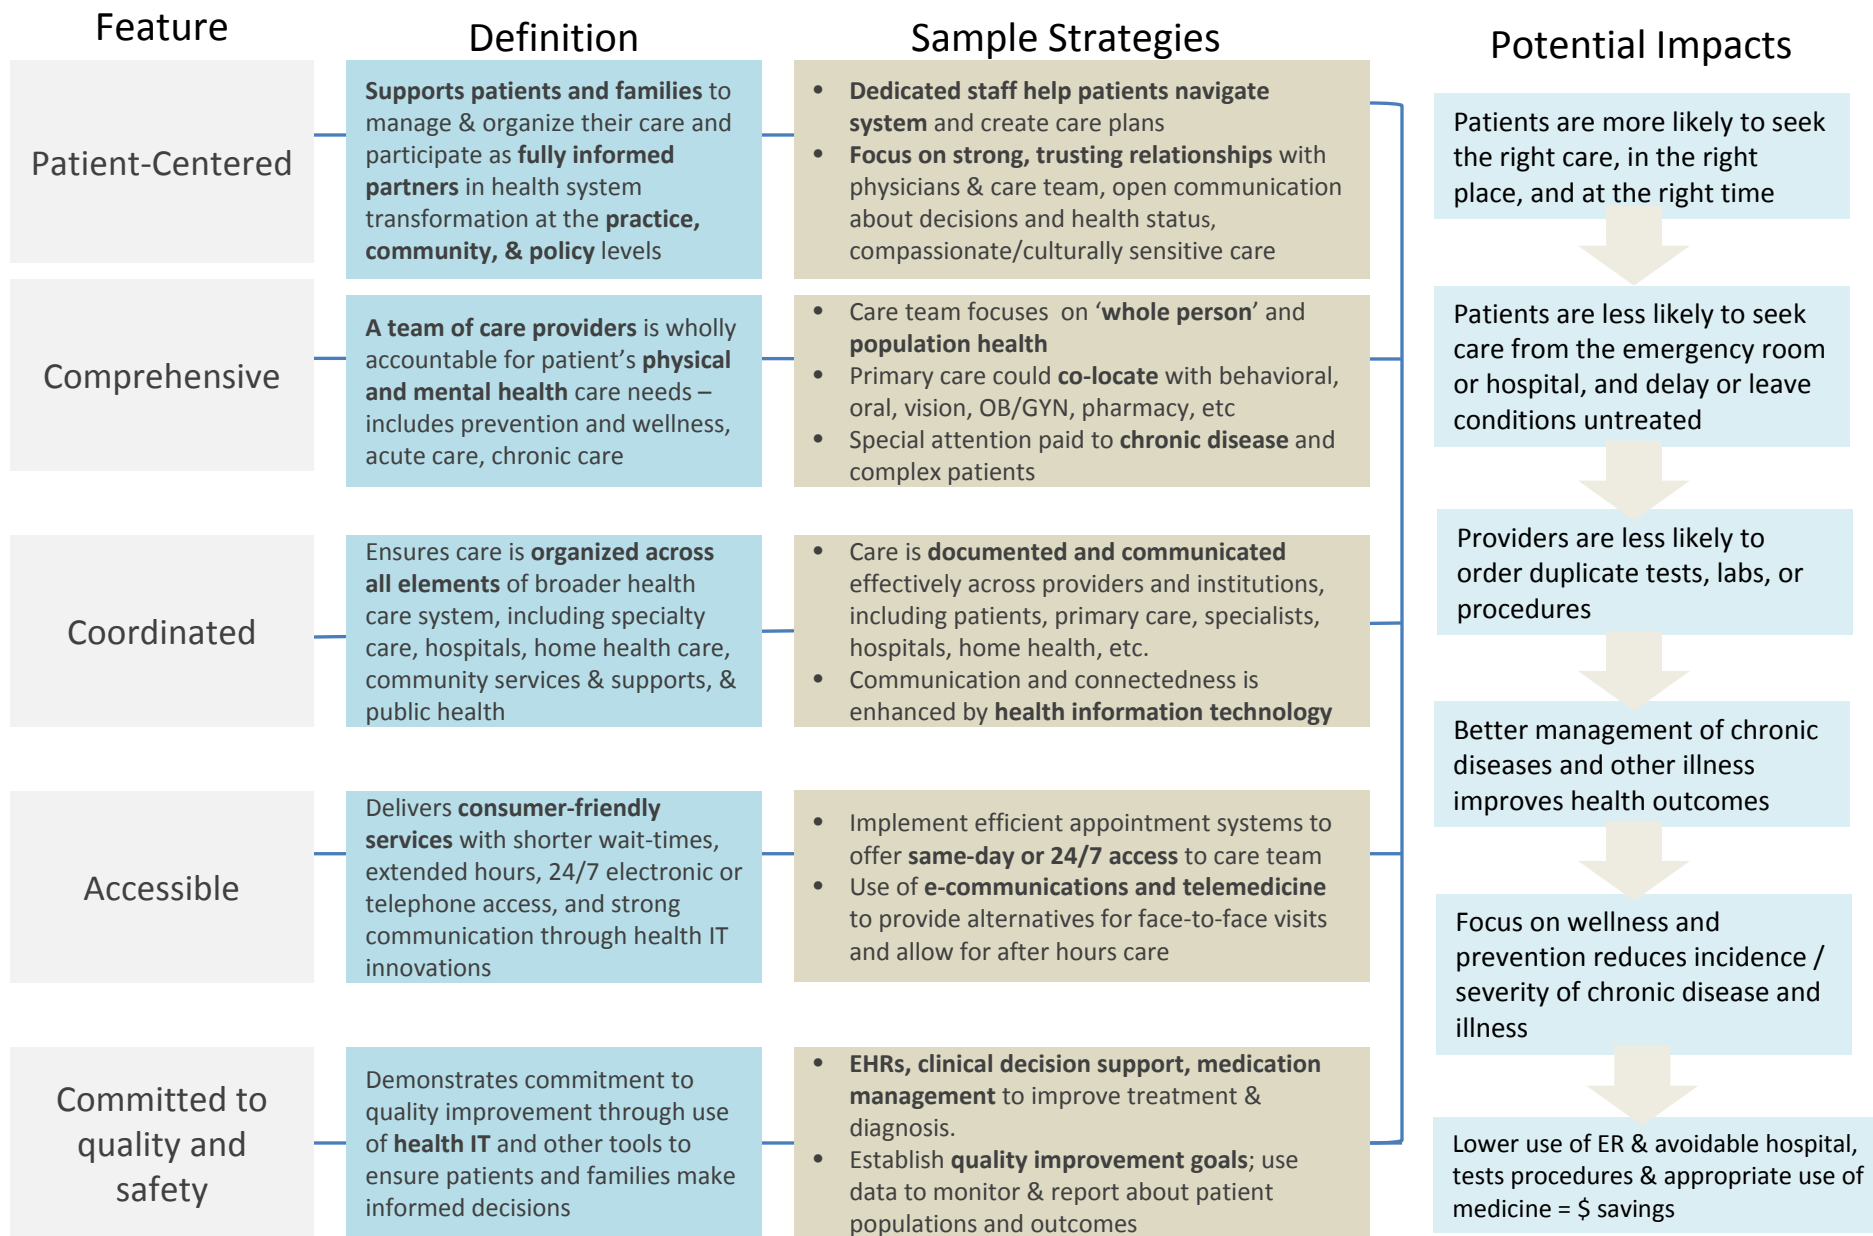 Feature
Definition
Sample Strategies
Potential Impacts
Patient-Centered
Supports patients and families to
manage & organize their care and
participate as fully informed
partners in health system
transformation at the practice,
community, & policy levels
• Dedicated staff help patients navigate
system and create care plans
• Focus on strong, trusting relationships with
physicians & care team, open communication
about decisions and health status,
compassionate/culturally sensitive care
Comprehensive
A team of care providers is wholly
accountable for patient’s physical
and mental health care needs –
includes prevention and wellness,
acute care, chronic care
• Care team focuses on ‘whole person’ and
population health
• Primary care could co-locate with behavioral,
oral, vision, OB/GYN, pharmacy, etc
• Special attention paid to chronic disease and
complex patients
Coordinated
Ensures care is organized across
all elements of broader health
care system, including specialty
care, hospitals, home health care,
community services & supports, &
public health
• Care is documented and communicated
effectively across providers and institutions,
including patients, primary care, specialists,
hospitals, home health, etc.
• Communication and connectedness is
enhanced by health information technology
Accessible
Delivers consumer-friendly
services with shorter wait-times,
extended hours, 24/7 electronic or
telephone access, and strong
communication through health IT
innovations
• Implement efficient appointment systems to
offer same-day or 24/7 access to care team
• Use of e-communications and telemedicine
to provide alternatives for face-to-face visits
and allow for after hours care
Committed to
quality and
safety
Demonstrates commitment to
quality improvement through use
of health IT and other tools to
ensure patients and families make
informed decisions
• EHRs, clinical decision support, medication
management to improve treatment &
diagnosis.
• Establish quality improvement goals; use
data to monitor & report about patient
populations and outcomes
Patients are more likely to seek
the right care, in the right
place, and at the right time
Patients are less likely to seek
care from the emergency room
or hospital, and delay or leave
conditions untreated
Providers are less likely to
order duplicate tests, labs, or
procedures
Better management of chronic
diseases and other illness
improves health outcomes
Focus on wellness and
prevention reduces incidence /
severity of chronic disease and
illness
Lower use of ER & avoidable hospital,
tests procedures & appropriate use of
medicine = $ savings